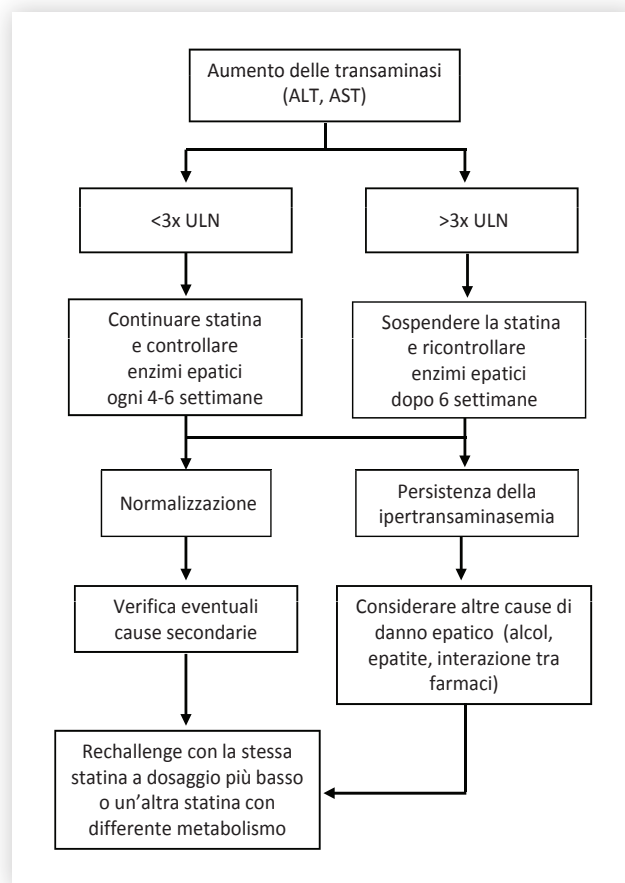 Aumento delle transaminasi
(ALT, AST)
<3x ULN
>3x ULN
Continuare statina
e controllare
enzimi epatici
ogni 4-6 settimane
Sospendere la statina
e ricontrollare
enzimi epatici
dopo 6 settimane
Normalizzazione
Persistenza della
ipertransaminasemia
Verifica eventuali
cause secondarie
Considerare altre cause di
danno epatico (alcol,
epatite, interazione tra
farmaci)
Rechallenge con la stessa
statina a dosaggio più basso
o un’altra statina con
differente metabolismo